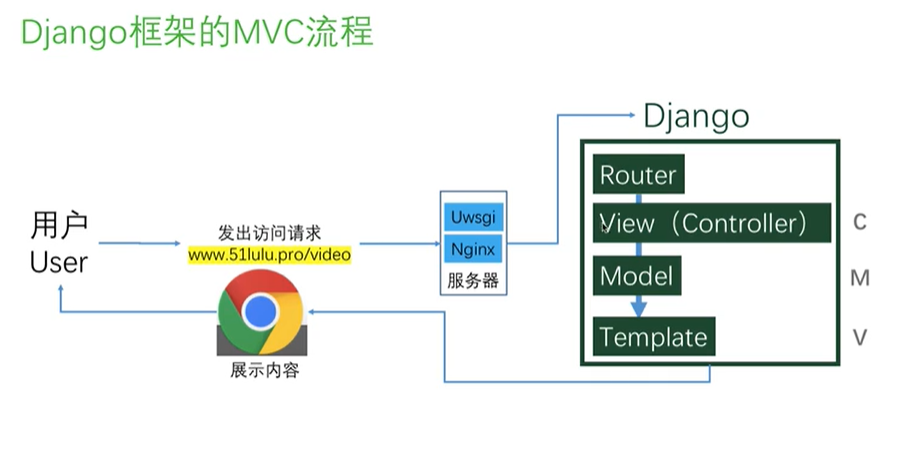 Django框架的MVC流程
Django
Router
View（Controller）
C
Model
M
Template
V
Uwsgi
Nginx
服务器
用户
User
发出访问请求
www.51lulu.pro/video
展示内容